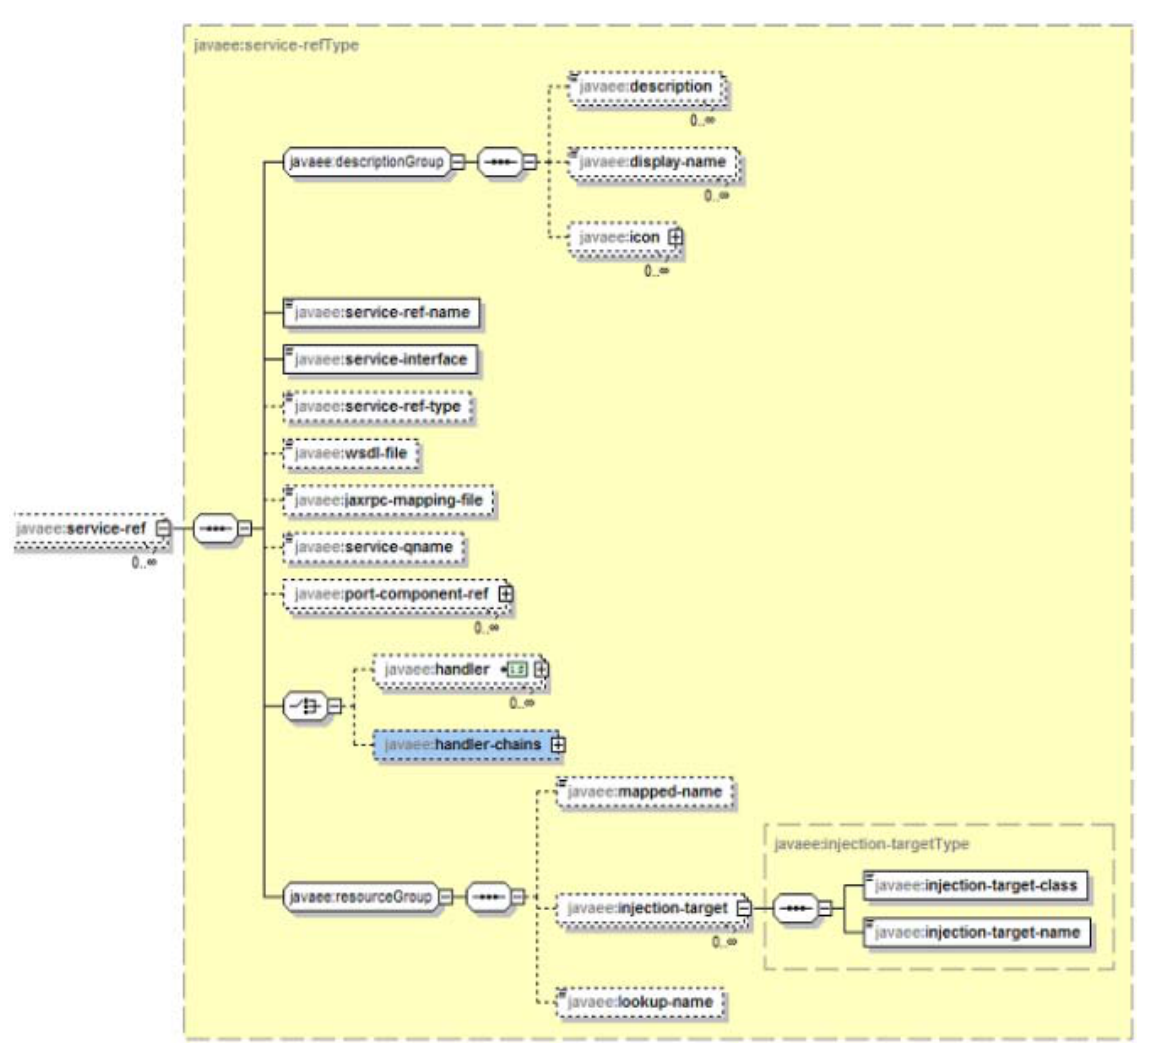 javaee:service-refType
javaee:description
0..∞
javaee:descriptionGroup
javaee:display-name
0..∞
javaee:icon
0..∞
javaee:service-ref-name
javaee:service-interface
javaee:service-ref-type
javaee:wsdl-file
javaee:jaxrpc-mapping-file
javaee:service-ref
0..∞
javaee:service-qname
javaee:port-component-ref
0..∞
javaee:handler
0..∞
javaee:handler-chains
javaee:mapped-name
javaee:injection-targetType
javaee:injection-target-class
javaee:resourceGroup
javaee:injection-target
0..∞
javaee:injection-target-name
javaee:lookup-name